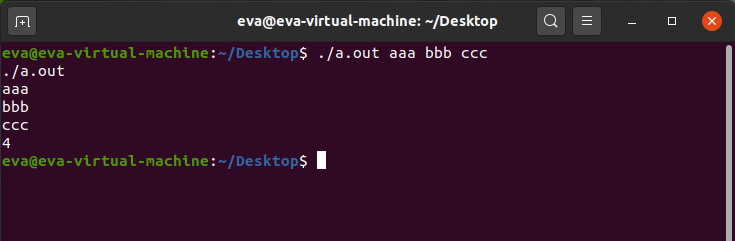 eva@eva-virtual-machine: ~/Desktop
eva@eva-virtual-machine:~/Desktop$ ./a.out aaa bbb ccc
./a.out
aaa
bbb
ccc
4
eva@eva-virtual-machine:~/Desktop$